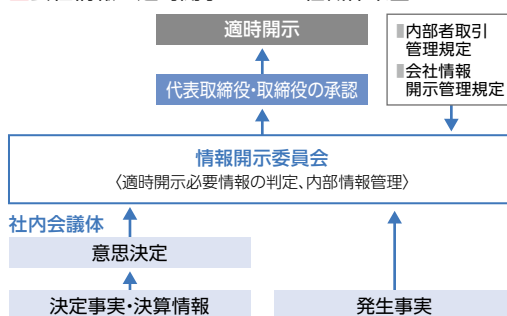 適時開示
内部者取引
管理規定
会社情報
開示管理規定
代表取締役・取締役の承認
情報開示委員会
〈適時開示必要情報の判定、内部情報管理〉
社内会議体
意思決定
決定事実・決算情報
発生事実